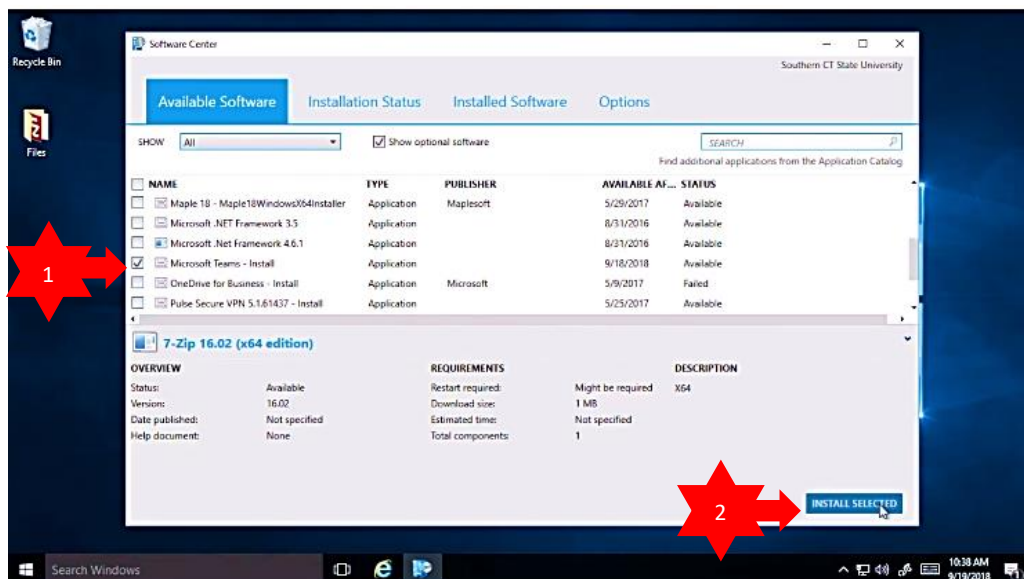 Recycle Bin
Files
Software Center
Southern CT State University
Available Software Installation Status Installed Software Options
SHOW All Show optional software SEARCH
Find additional applications from the Application Catalog
NAME TYPE PUBLISHER AVAILABLE AF... STATUS
Maple 18 - Maple18WindowsX64Installer Application Maplesoft 5/29/2017 Available
Microsoft .NET Framework 3.5 Application 8/31/2016 Available
Microsoft .Net Framework 4.6.1 Application 8/31/2016 Available
1 Microsoft Teams - Install Application 9/18/2018 Available
OneDrive for Business - Install Application Microsoft 5/9/2017 Failed
Pulse Secure VPN 5.1.61437 - Install Application 5/25/2017 Available
7-Zip 16.02 (x64 edition)
OVERVIEW REQUIREMENTS DESCRIPTION
Status: Available Restart required: Might be required X64
Version: 16.02 Download size: 1 MB
Date published: Not specified Estimated time: Not specified
Help document: None Total components: 1
2 INSTALL SELECTED
Search Windows
10:38 AM
9/19/2018